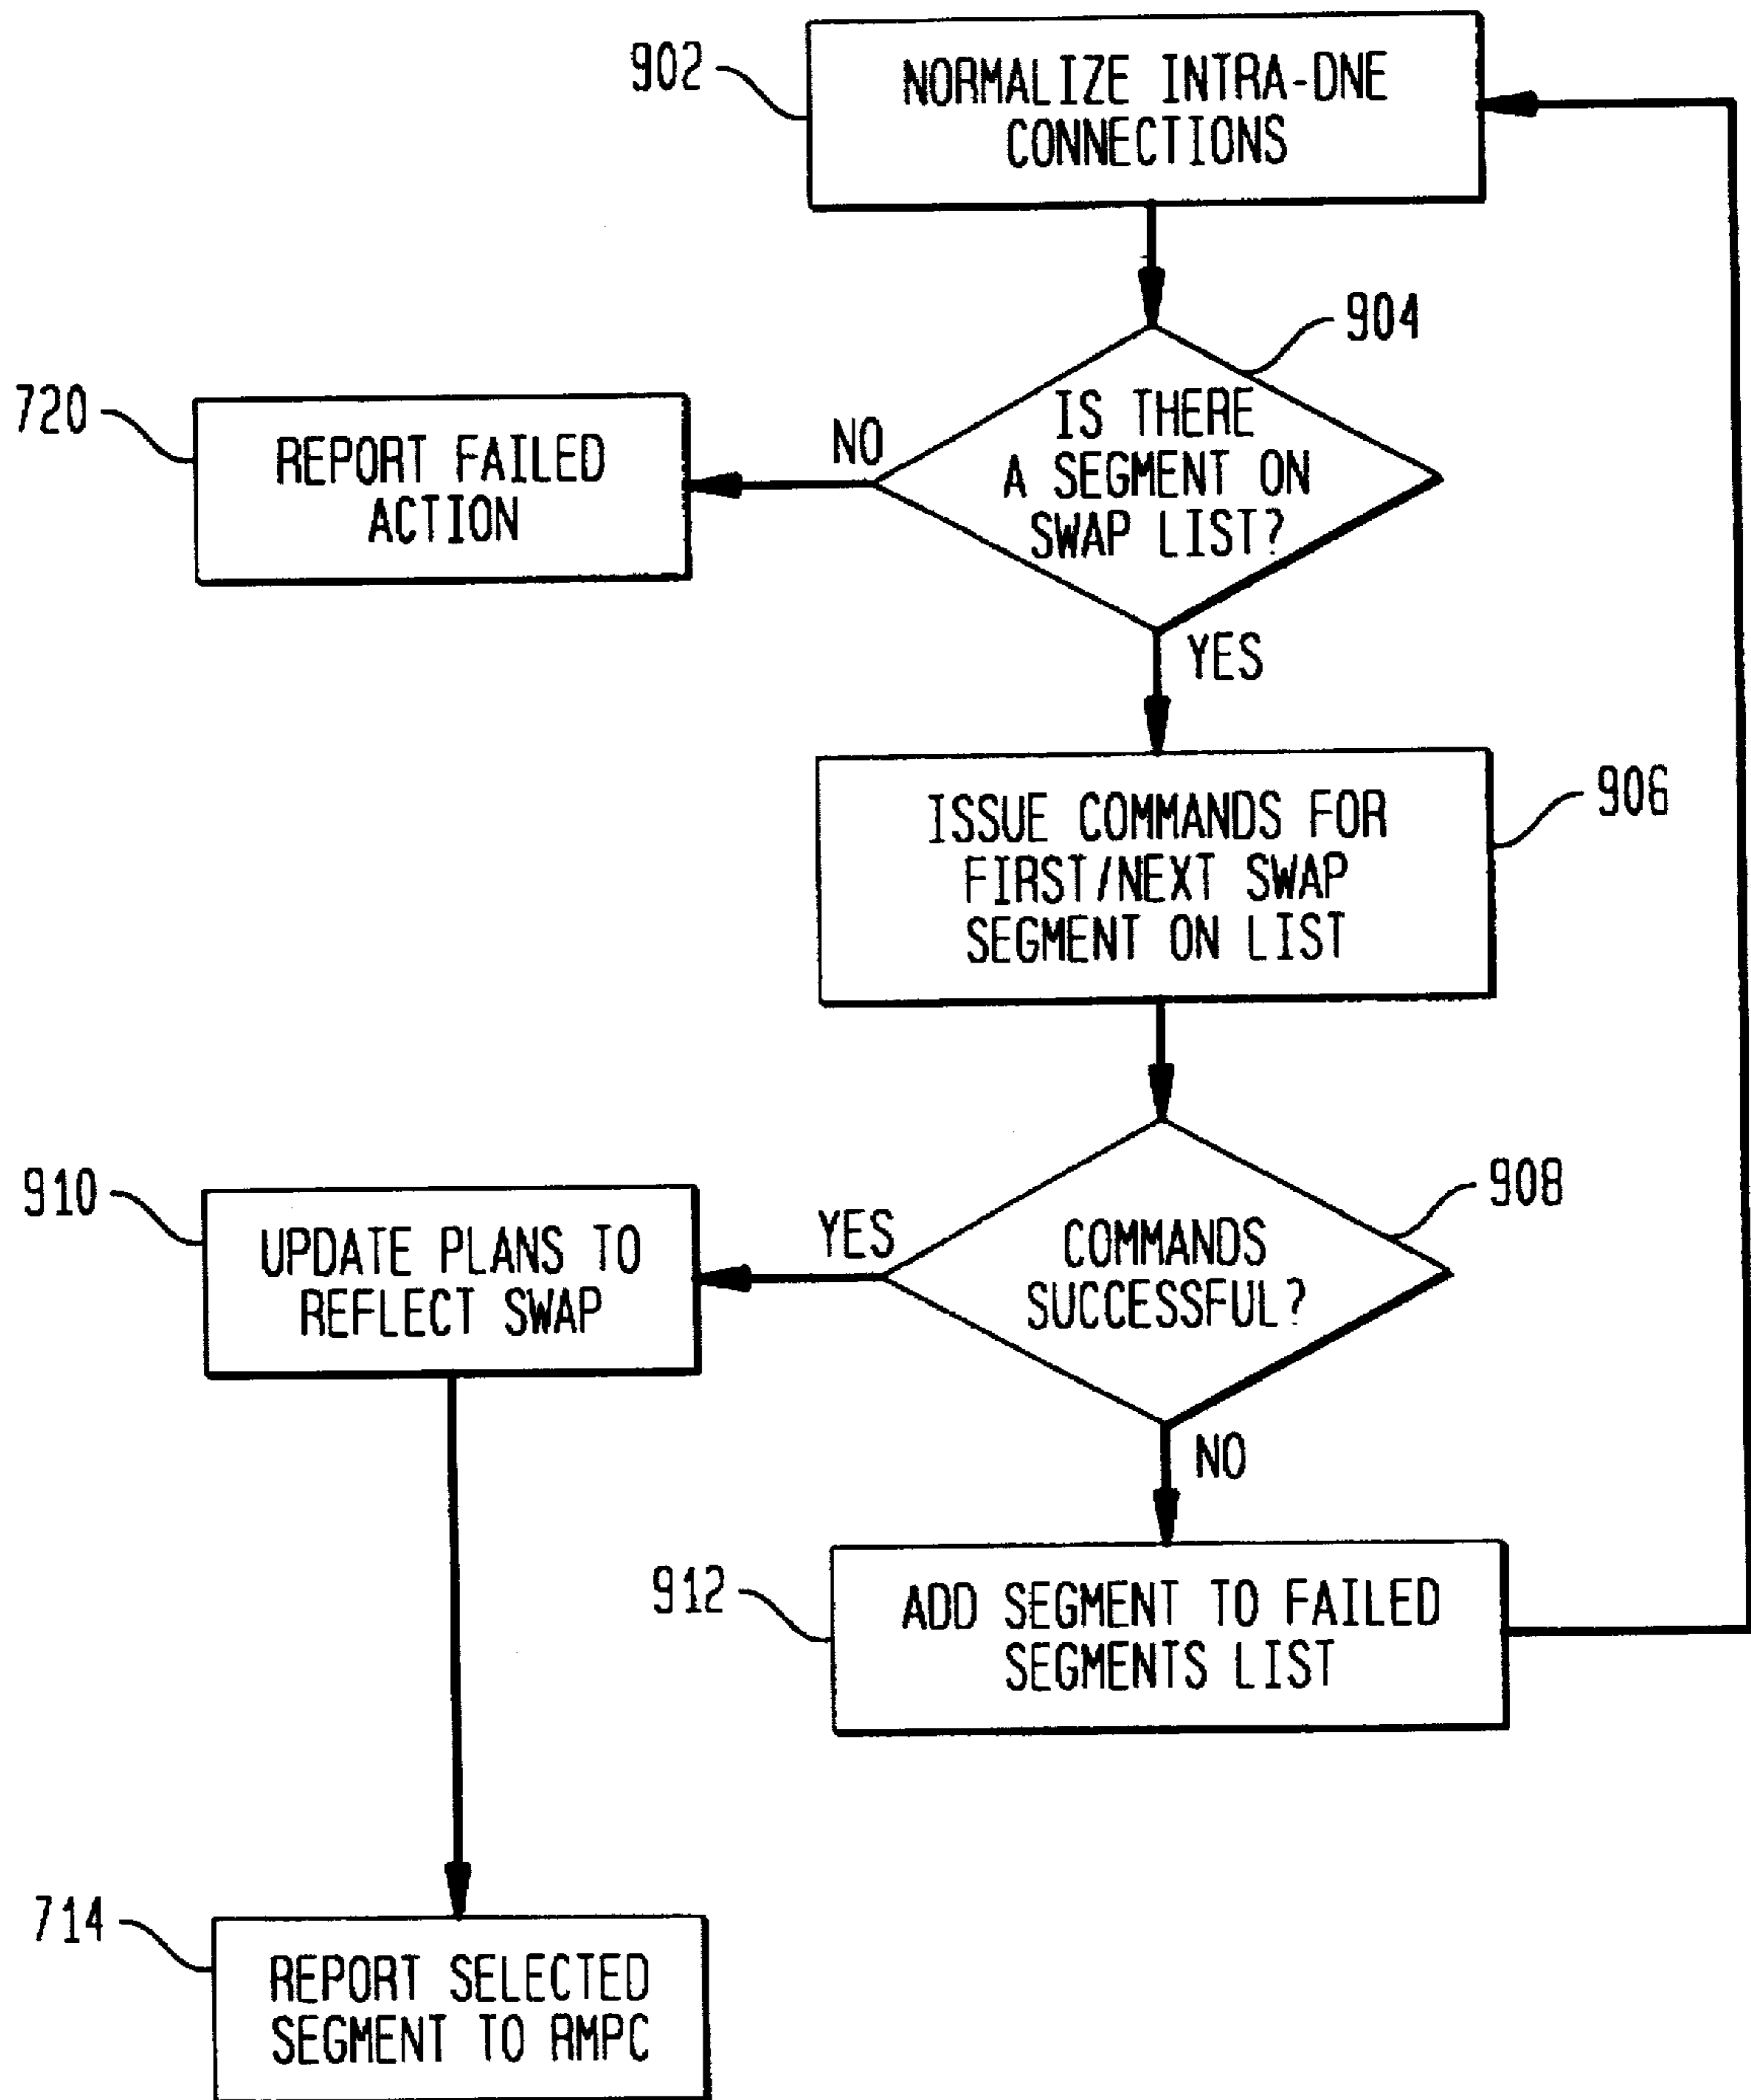 902
NORMALIZE INTRA-DNE
CONNECTIONS
904
IS THERE
A SEGMENT ON
SWAP LIST?
NO
720
REPORT FAILED
ACTION
YES
906
ISSUE COMMANDS FOR
FIRST/NEXT SWAP
SEGMENT ON LIST
908
COMMANDS
SUCCESSFUL?
YES
910
UPDATE PLANS TO
REFLECT SWAP
NO
912
ADD SEGMENT TO FAILED
SEGMENTS LIST
714
REPORT SELECTED
SEGMENT TO RMPC